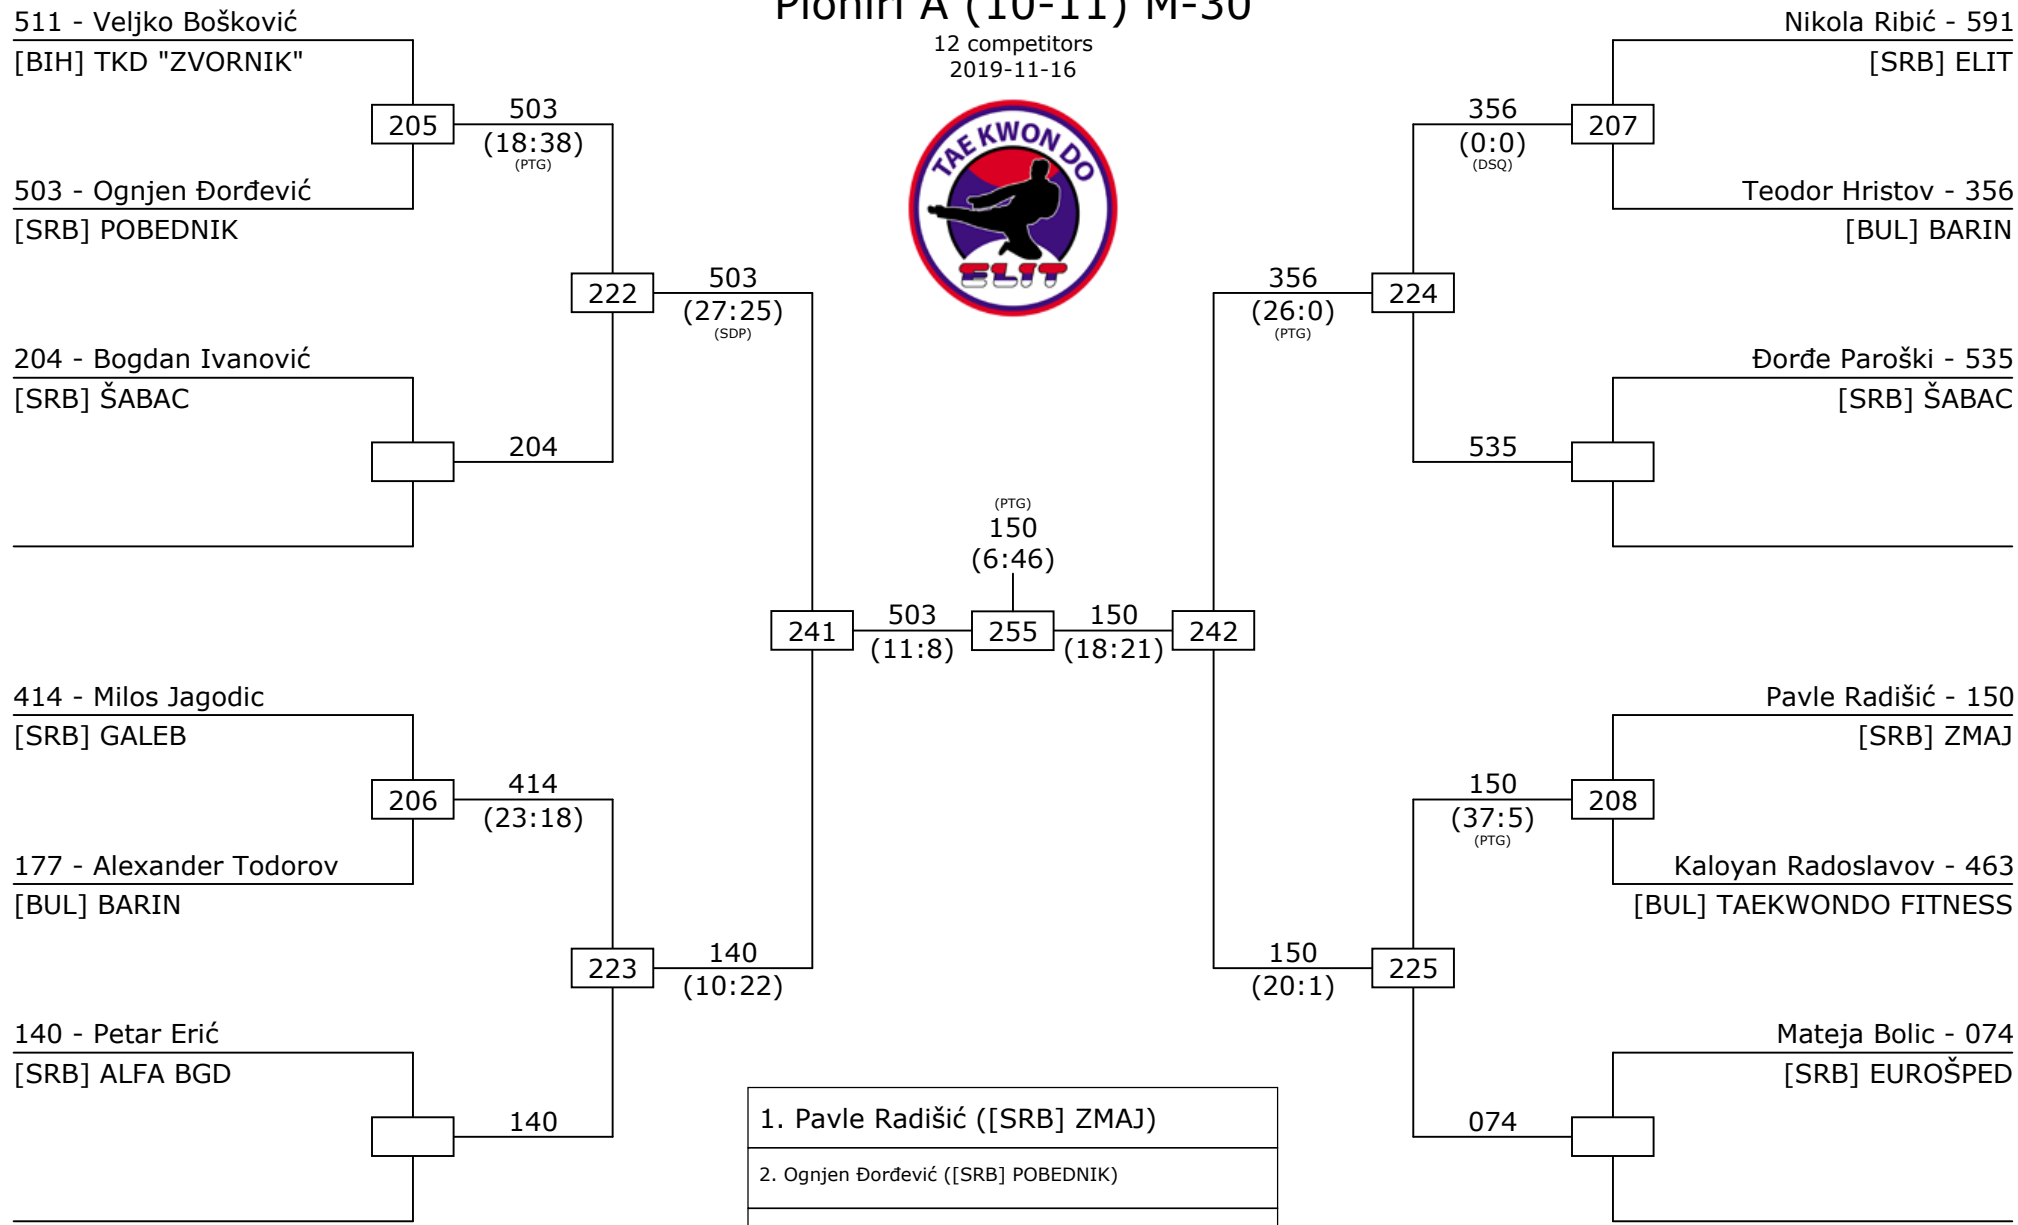 Pioniri A (10-11) M-30
12 competitors
2019-11-16
TAE KWON DO
ELIT
511 - Veljko Bošković
[BIH] TKD "ZVORNIK"
205
503
(18:38)
(PTG)
503 - Ognjen Đorđević
[SRB] POBEDNIK
222
503
(27:25)
(SDP)
204 - Bogdan Ivanović
[SRB] ŠABAC
204
414 - Milos Jagodic
[SRB] GALEB
206
414
(23:18)
177 - Alexander Todorov
[BUL] BARIN
223
140
(10:22)
140 - Petar Erić
[SRB] ALFA BGD
140
241
503
(11:8)
(PTG)
150
(6:46)
255
150
(18:21)
242
Nikola Ribić - 591
[SRB] ELIT
356
(0:0)
(DSQ)
207
Teodor Hristov - 356
[BUL] BARIN
356
(26:0)
(PTG)
224
Đorđe Paroški - 535
[SRB] ŠABAC
535
Pavle Radišić - 150
[SRB] ZMAJ
150
(37:5)
(PTG)
208
Kaloyan Radoslavov - 463
[BUL] TAEKWONDO FITNESS
150
(20:1)
225
Mateja Bolic - 074
[SRB] EUROŠPED
074
1. Pavle Radišić ([SRB] ZMAJ)
2. Ognjen Đorđević ([SRB] POBEDNIK)